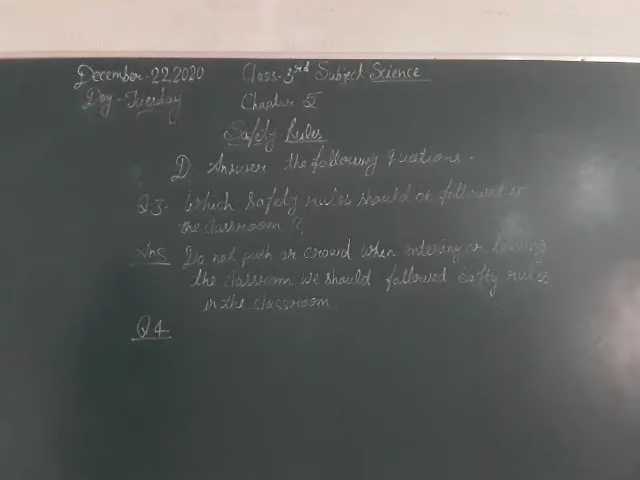 December-22,2020 Class-3rd Subject Science
Day-Tuesday Chapter 5
Safety Rules
D Answer the following questions.
Q3. Which safety rules should be followed in
the classroom?
Ans Do not push or crowd when entering or leaving
the classroom we should followed safty rules
in the classroom
Q4